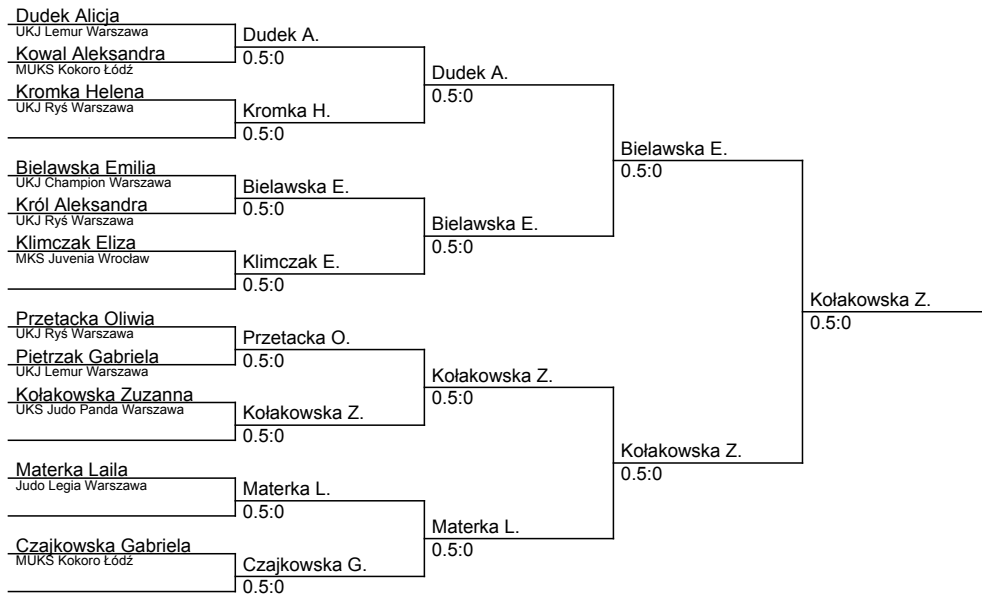 Dudek Alicja
UKJ Lemur Warszawa
Kowal Aleksandra
MUKS Kokoro Łódź
Kromka Helena
UKJ Ryś Warszawa
Bielawska Emilia
UKJ Champion Warszawa
Król Aleksandra
UKJ Ryś Warszawa
Klimczak Eliza
MKS Juvenia Wrocław
Przetacka Oliwia
UKJ Ryś Warszawa
Pietrzak Gabriela
UKJ Lemur Warszawa
Kołakowska Zuzanna
UKS Judo Panda Warszawa
Materka Laila
Judo Legia Warszawa
Czajkowska Gabriela
MUKS Kokoro Łódź
Dudek A.
0.5:0
Kromka H.
0.5:0
Bielawska E.
0.5:0
Klimczak E.
0.5:0
Przetacka O.
0.5:0
Kołakowska Z.
0.5:0
Materka L.
0.5:0
Czajkowska G.
0.5:0
Dudek A.
0.5:0
Bielawska E.
0.5:0
Kołakowska Z.
0.5:0
Materka L.
0.5:0
Bielawska E.
0.5:0
Kołakowska Z.
0.5:0
Kołakowska Z.
0.5:0